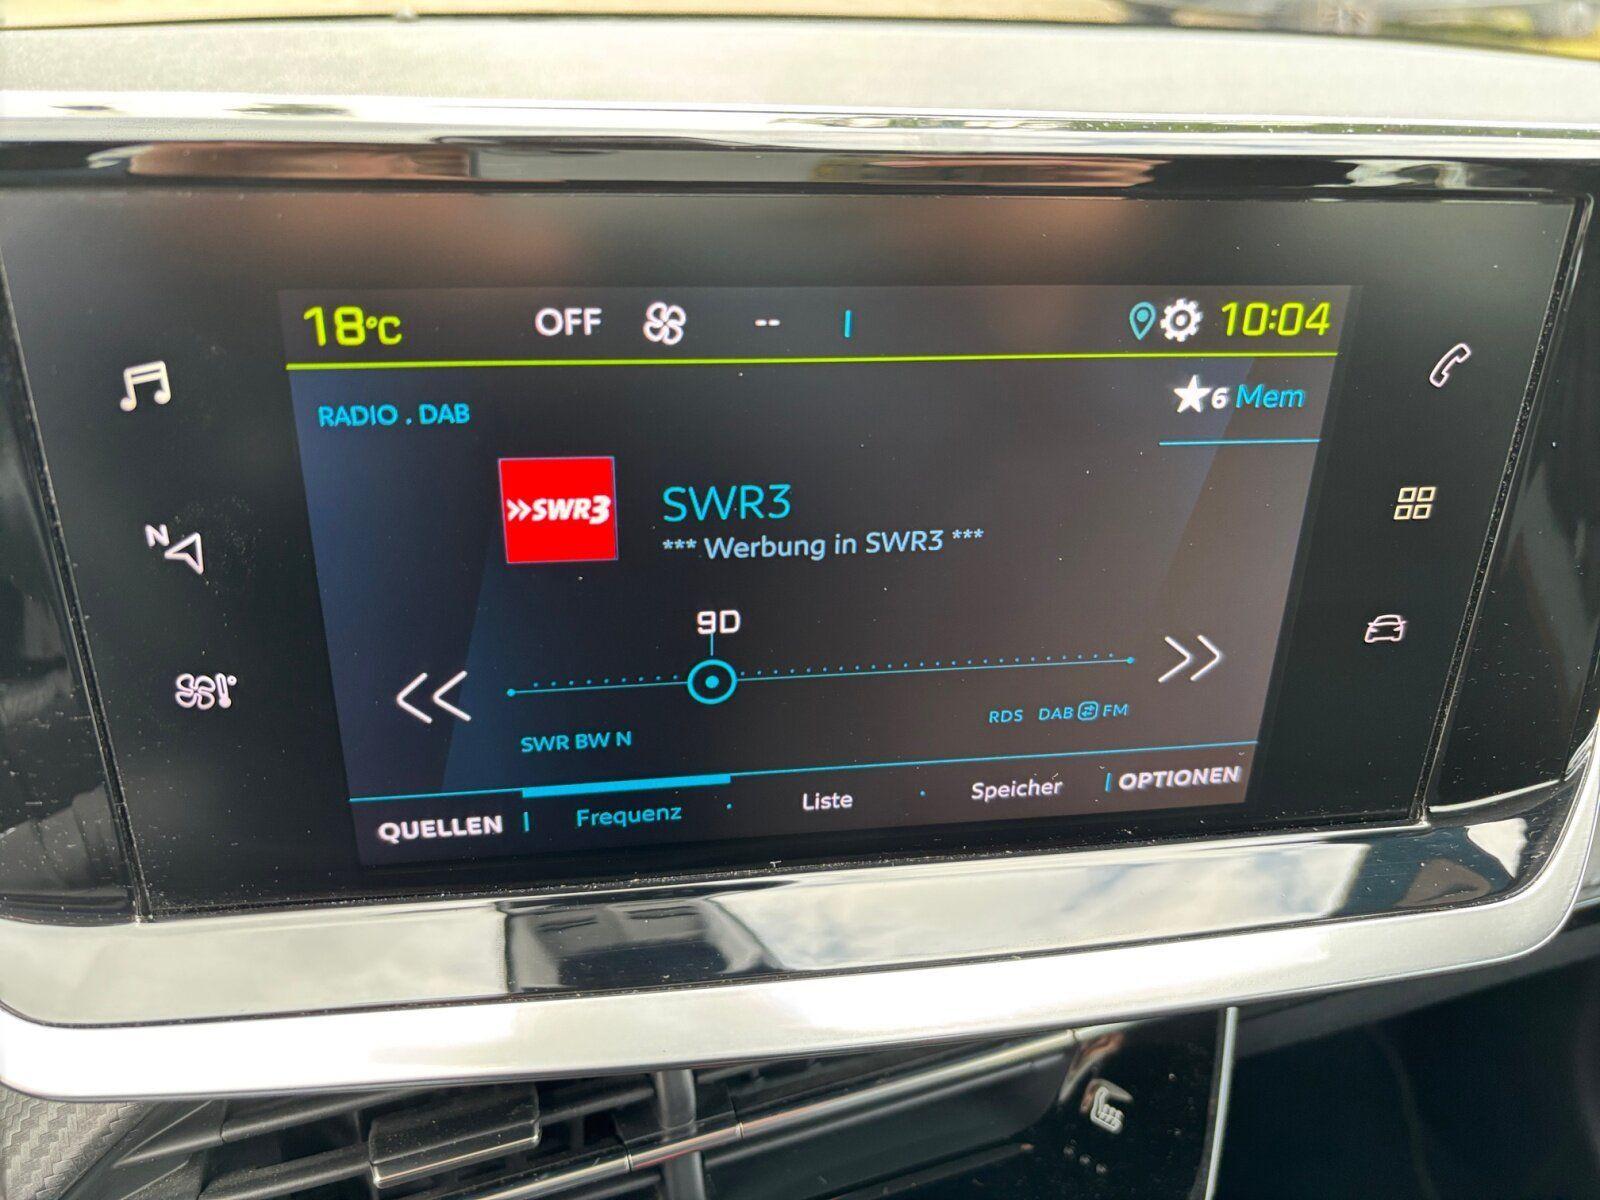 18°C OFF -- 10:04
RADIO . DAB
6 Mem
»SWR3
SWR3
*** Werbung in SWR3 ***
9D
N
SWR BW N
RDS DAB FM
QUELLEN Frequenz Liste Speicher OPTIONEN